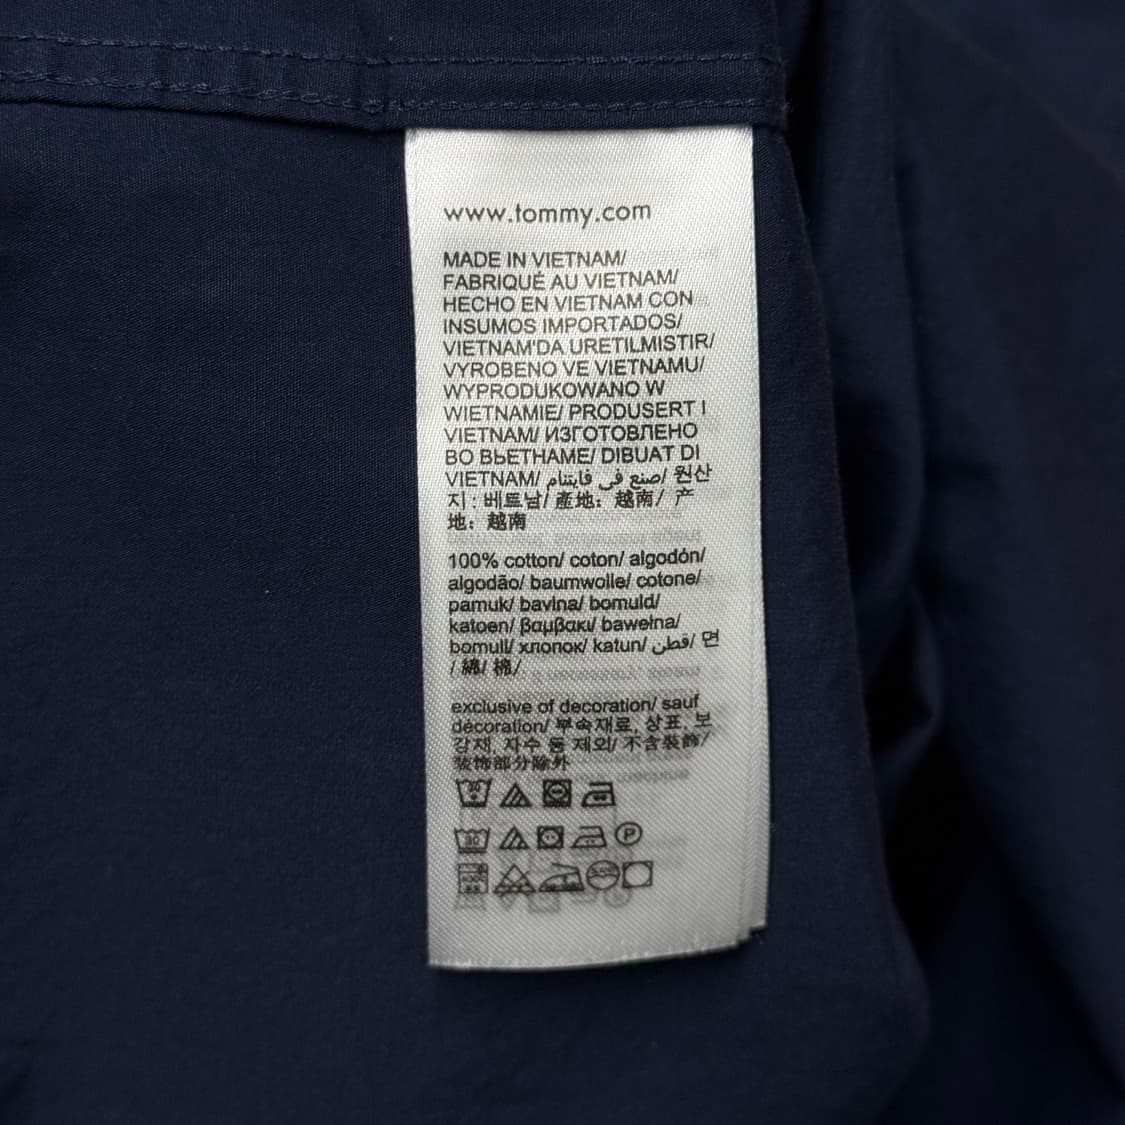 www.tommy.com
MADE IN VIETNAM/
FABRIQUÉ AU VIETNAM/
HECHO EN VIETNAM CON
INSUMOS IMPORTADOS/
VIETNAM'DA URETILMISTIR/
VYROBENO VE VIETNAMU/
WYPRODUKOWANO W
WIETNAMIE/ PRODUSERT I
VIETNAM/ ИЗГОТОВЛЕНО
ВО ВЬЕТНАМЕ/ DIBUAT DI
VIETNAM/ صنع في فايتنام/ 원산
지 : 베트남/ 產地：越南/ 产
地：越南
100% cotton/ coton/ algodón/
algodão/ baumwolle/ cotone/
pamuk/ bavlna/ bomuld/
katoen/ βαμβακι/ bawełna/
bomull/ хлопок/ katun/ قطن/ 면
/ 綿/ 棉/
exclusive of decoration/ sauf
décoration/ 부속재료, 상표, 보
강재, 자수 등 제외/ 不含裝飾/
装饰部分除外
30
P